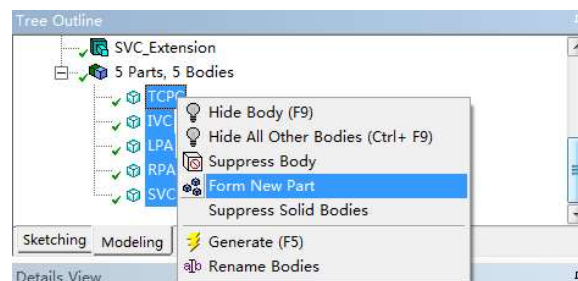 Tree Outline
SVC_Extension
5 Parts, 5 Bodies
TCPC
IVC
LPA
RPA
SVC
Hide Body (F9)
Hide All Other Bodies (Ctrl+ F9)
Suppress Body
Form New Part
Suppress Solid Bodies
Generate (F5)
Rename Bodies
Sketching Modeling
Details View